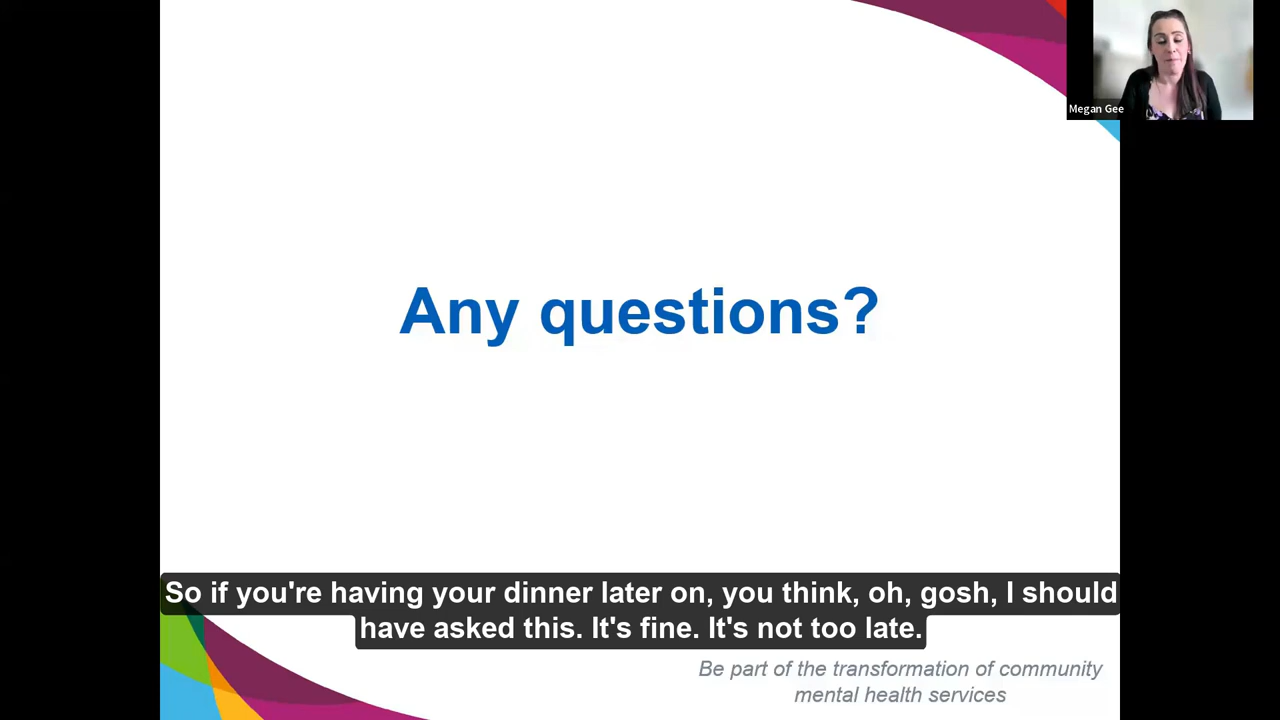 Megan Gee
Any questions?
So if you're having your dinner later on, you think, oh, gosh, I should
have asked this. It's fine. It's not too late.
Be part of the transformation of community
mental health services